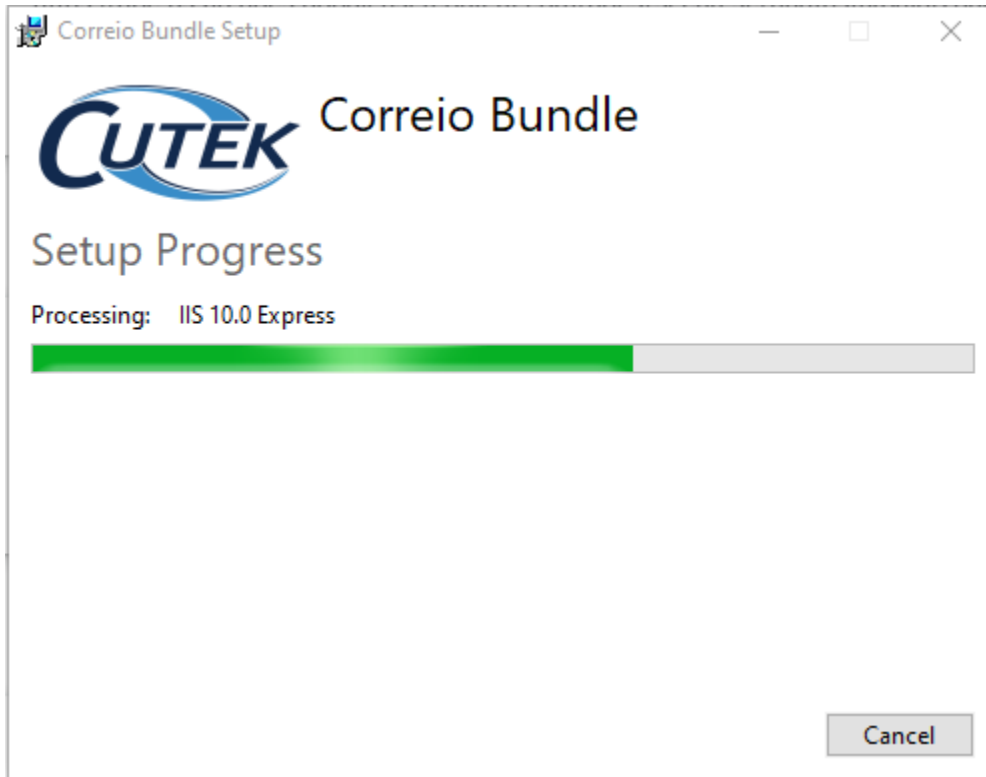 Correio Bundle Setup
CUTEK
Correio Bundle
Setup Progress
Processing: IIS 10.0 Express
Cancel